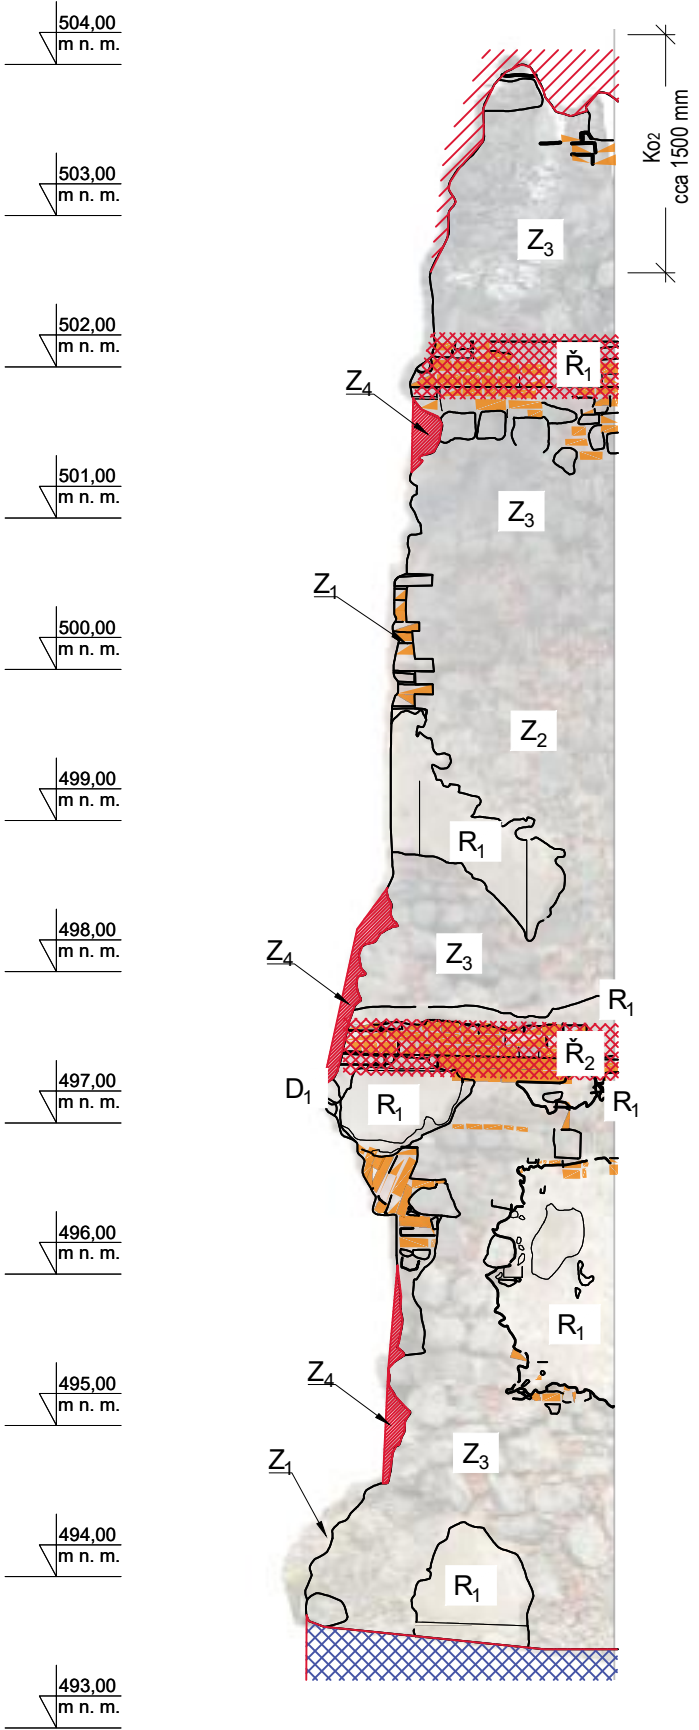 504,00
m n. m.
Ko2
cca 1500 mm
503,00
m n. m.
Z3
502,00
m n. m.
Ř1
Z4
501,00
m n. m.
Z3
Z1
500,00
m n. m.
Z2
499,00
m n. m.
R1
498,00
m n. m.
Z4
Z3
R1
Ř2
497,00
m n. m.
D1
R1
R1
496,00
m n. m.
R1
495,00
m n. m.
Z4
Z3
Z1
494,00
m n. m.
R1
493,00
m n. m.